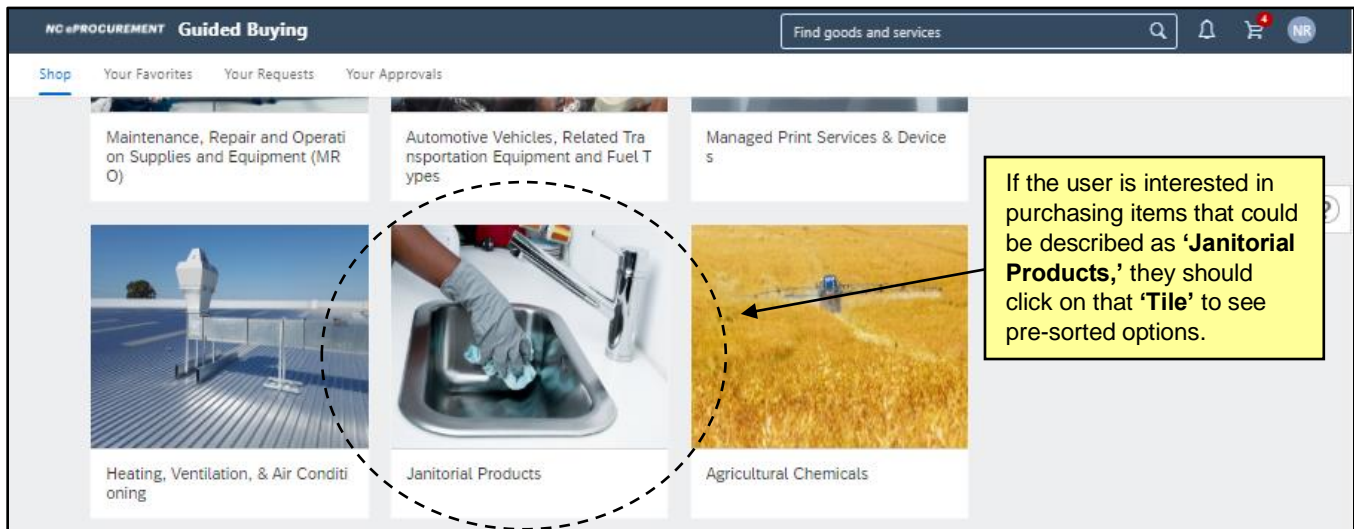 NC ePROCUREMENT Guided Buying
Find goods and services
4
NR
Shop Your Favorites Your Requests Your Approvals
Maintenance, Repair and Operati
on Supplies and Equipment (MR
O)
Automotive Vehicles, Related Tra
nsportation Equipment and Fuel T
ypes
Managed Print Services & Device
s
If the user is interested in
purchasing items that could
be described as ‘Janitorial
Products,’ they should
click on that ‘Tile’ to see
pre-sorted options.
?
Heating, Ventilation, & Air Conditi
oning
Janitorial Products
Agricultural Chemicals